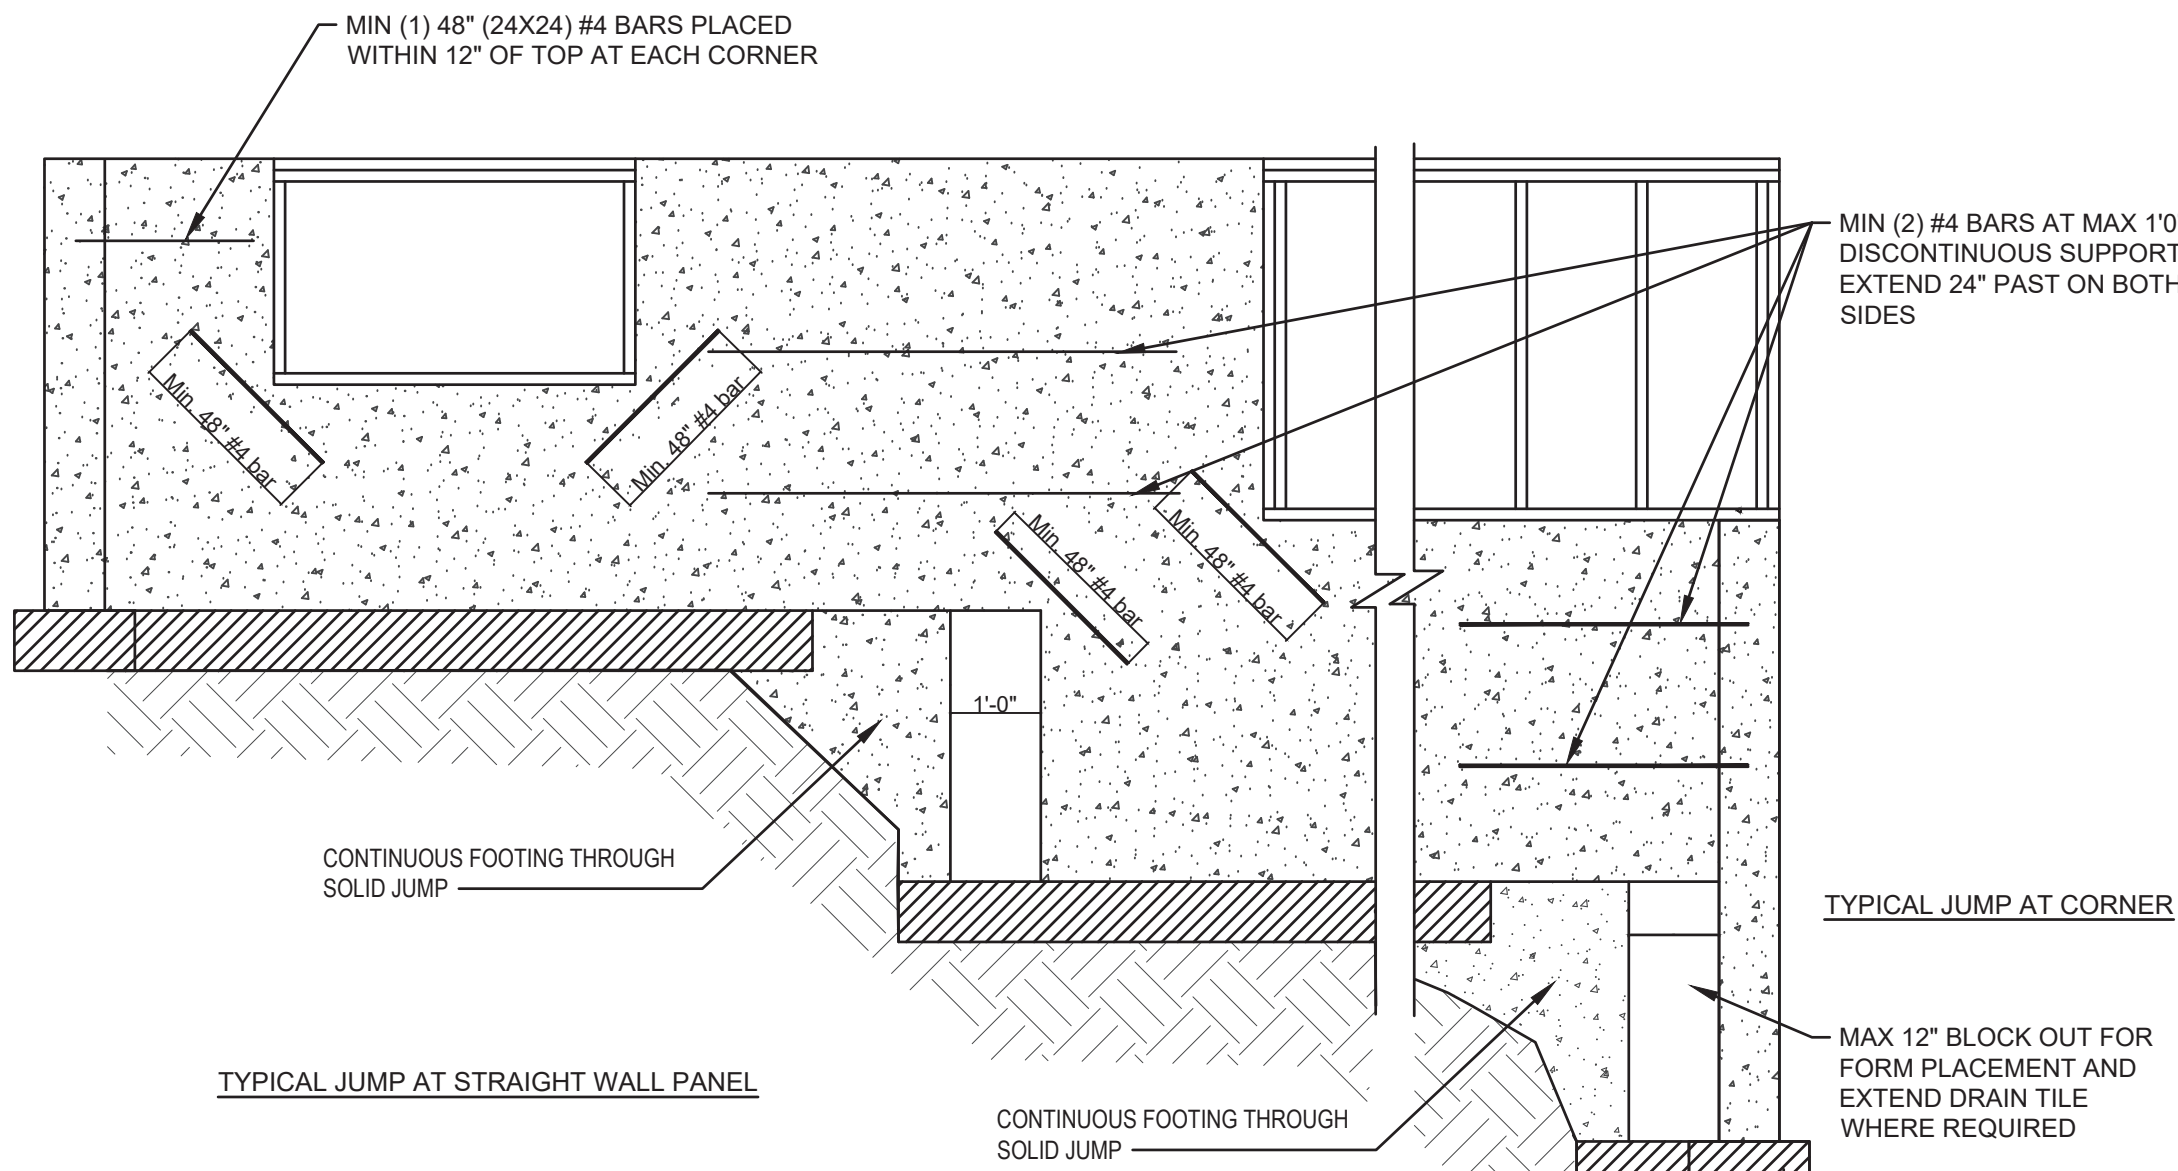 MIN (1) 48" (24X24) #4 BARS PLACED
WITHIN 12" OF TOP AT EACH CORNER
MIN (2) #4 BARS AT MAX 1'0
DISCONTINUOUS SUPPORT
EXTEND 24" PAST ON BOTH
SIDES
Min. 48" #4 bar
Min. 48" #4 bar
Min. 48" #4 bar
Min. 48" #4 bar
1'-0"
CONTINUOUS FOOTING THROUGH
SOLID JUMP
TYPICAL JUMP AT CORNER
TYPICAL JUMP AT STRAIGHT WALL PANEL
MAX 12" BLOCK OUT FOR
FORM PLACEMENT AND
EXTEND DRAIN TILE
WHERE REQUIRED
CONTINUOUS FOOTING THROUGH
SOLID JUMP